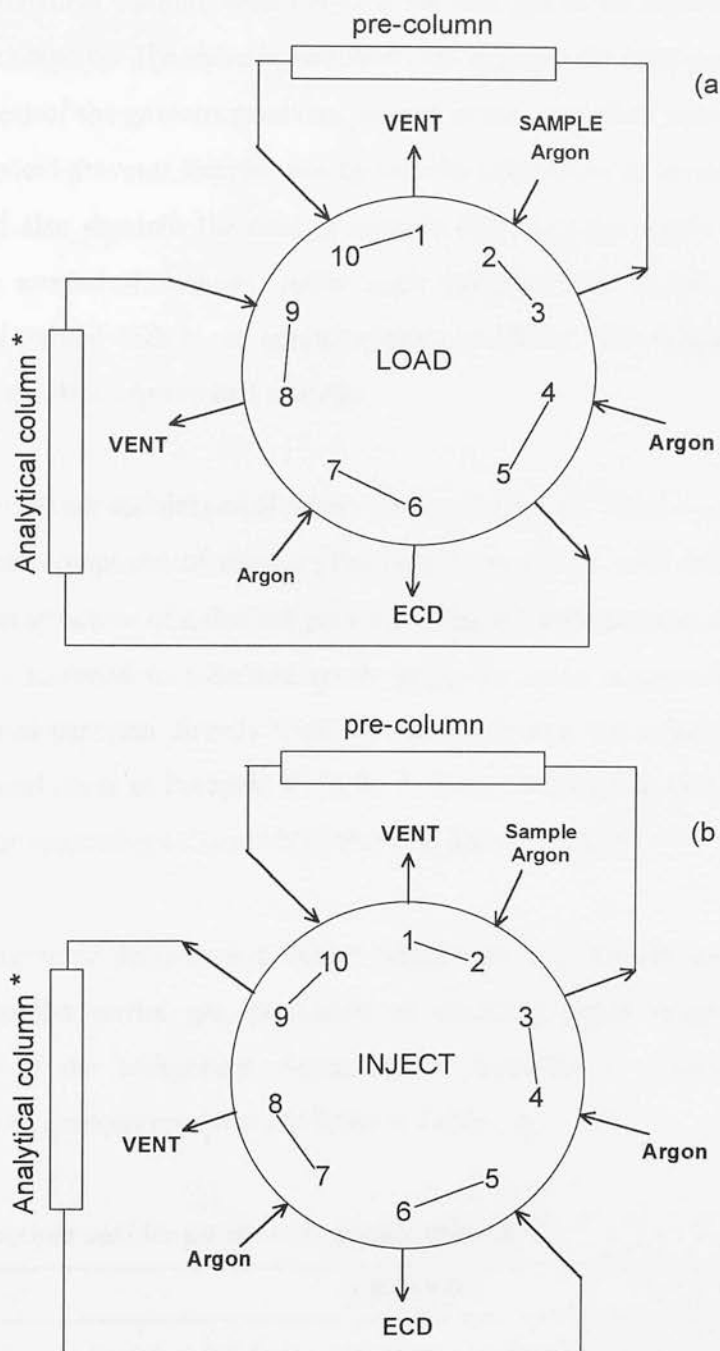 pre-column
(a
VENT
SAMPLE
Argon
10 1 2
9 3
LOAD
8 4
7 6 5
Analytical column *
VENT
Argon
Argon
ECD
pre-column
(b
VENT
Sample
Argon
1 2
10 3
9
INJECT
4
8
7 6 5
Analytical column *
VENT
Argon
Argon
ECD